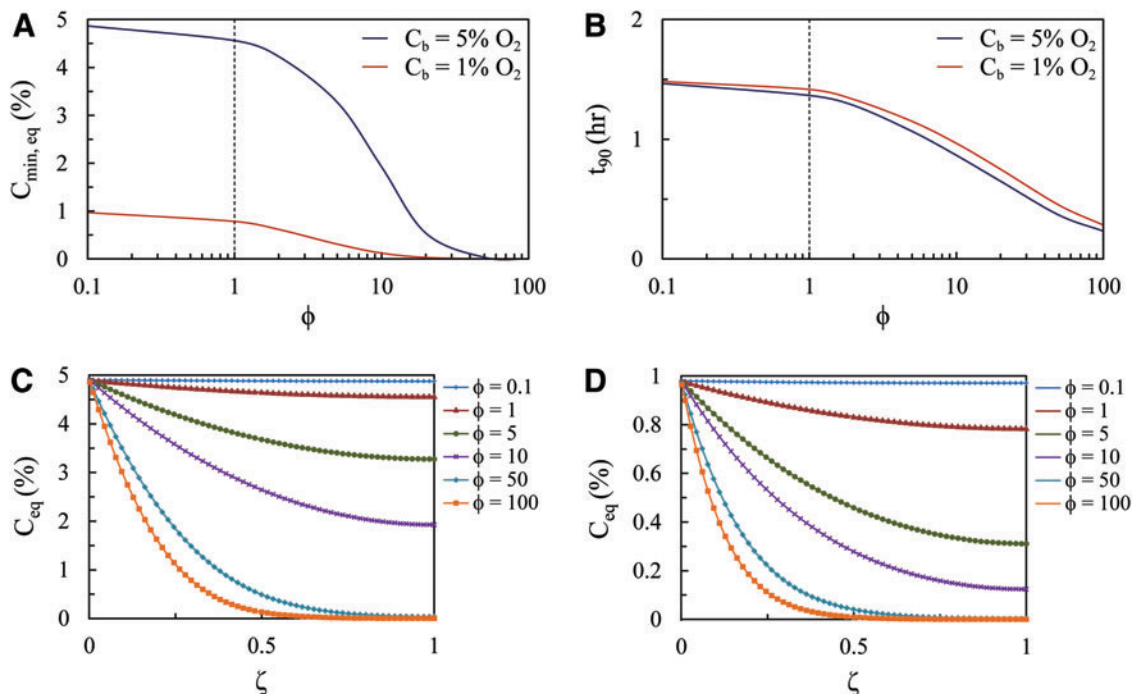 A
5
4
3
2
1
0
C_min, eq (%)
C_b = 5% O_2
C_b = 1% O_2
0.1
1
10
100
ϕ
B
2
1
0
t_90 (hr)
C_b = 5% O_2
C_b = 1% O_2
0.1
1
10
100
ϕ
C
5
4
3
2
1
0
C_eq (%)
ϕ = 0.1
ϕ = 1
ϕ = 5
ϕ = 10
ϕ = 50
ϕ = 100
0
0.5
1
ζ
D
1
0.8
0.6
0.4
0.2
0
C_eq (%)
ϕ = 0.1
ϕ = 1
ϕ = 5
ϕ = 10
ϕ = 50
ϕ = 100
0
0.5
1
ζ